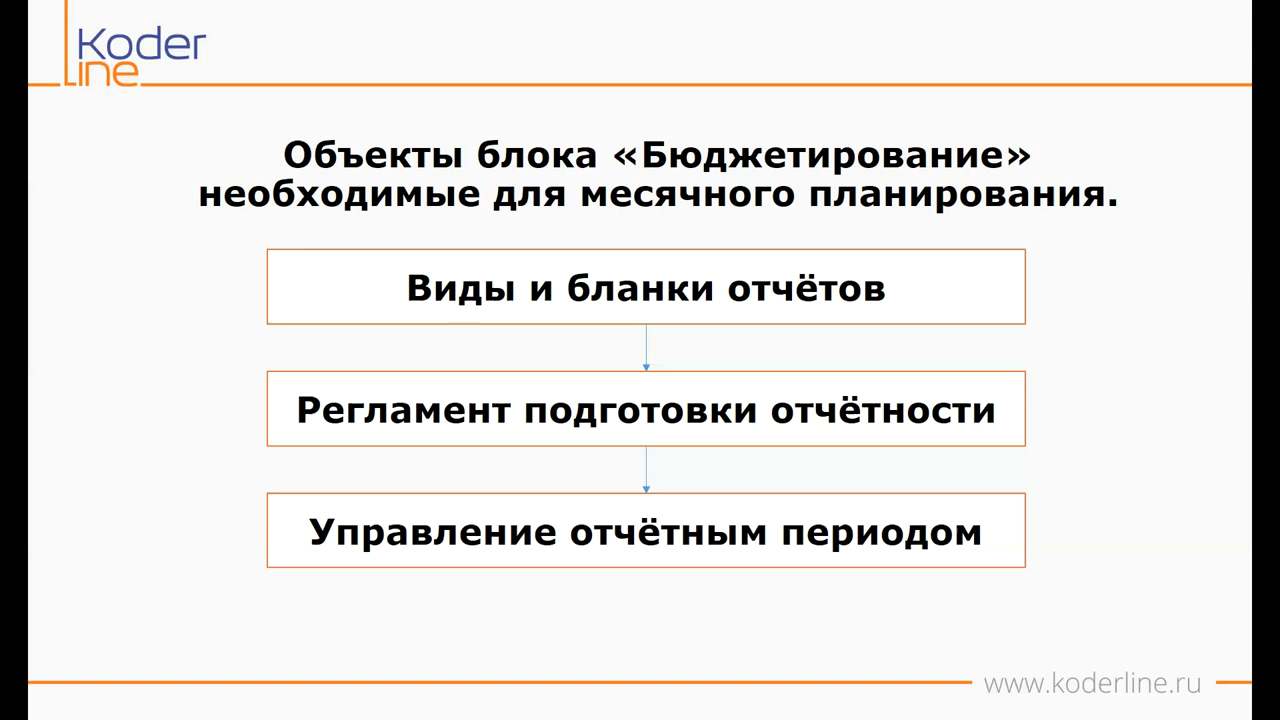 Koder
Line
Объекты блока «Бюджетирование»
необходимые для месячного планирования.
Виды и бланки отчётов
Регламент подготовки отчётности
Управление отчётным периодом
www.koderline.ru